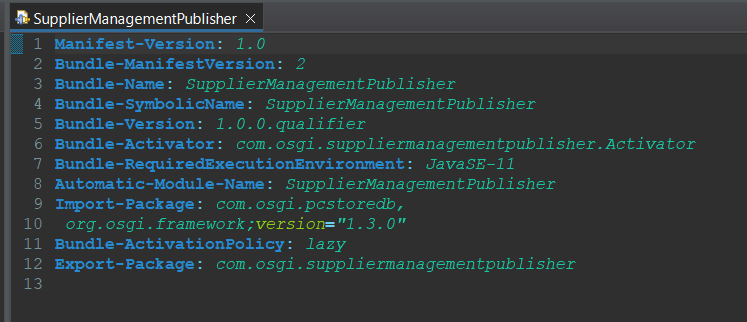 SupplierManagementPublisher
1 Manifest-Version: 1.0
2 Bundle-ManifestVersion: 2
3 Bundle-Name: SupplierManagementPublisher
4 Bundle-SymbolicName: SupplierManagementPublisher
5 Bundle-Version: 1.0.0.qualifier
6 Bundle-Activator: com.osgi.suppliermanagementpublisher.Activator
7 Bundle-RequiredExecutionEnvironment: JavaSE-11
8 Automatic-Module-Name: SupplierManagementPublisher
9 Import-Package: com.osgi.pcstoredb,
10  org.osgi.framework;version="1.3.0"
11 Bundle-ActivationPolicy: lazy
12 Export-Package: com.osgi.suppliermanagementpublisher
13